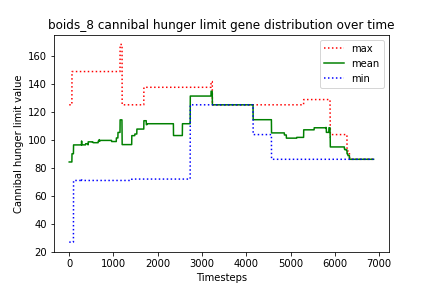 boids_8 cannibal hunger limit gene distribution over time
max
mean
min
Cannibal hunger limit value
160
140
120
100
80
60
40
20
0
1000
2000
3000
4000
5000
6000
7000
Timesteps